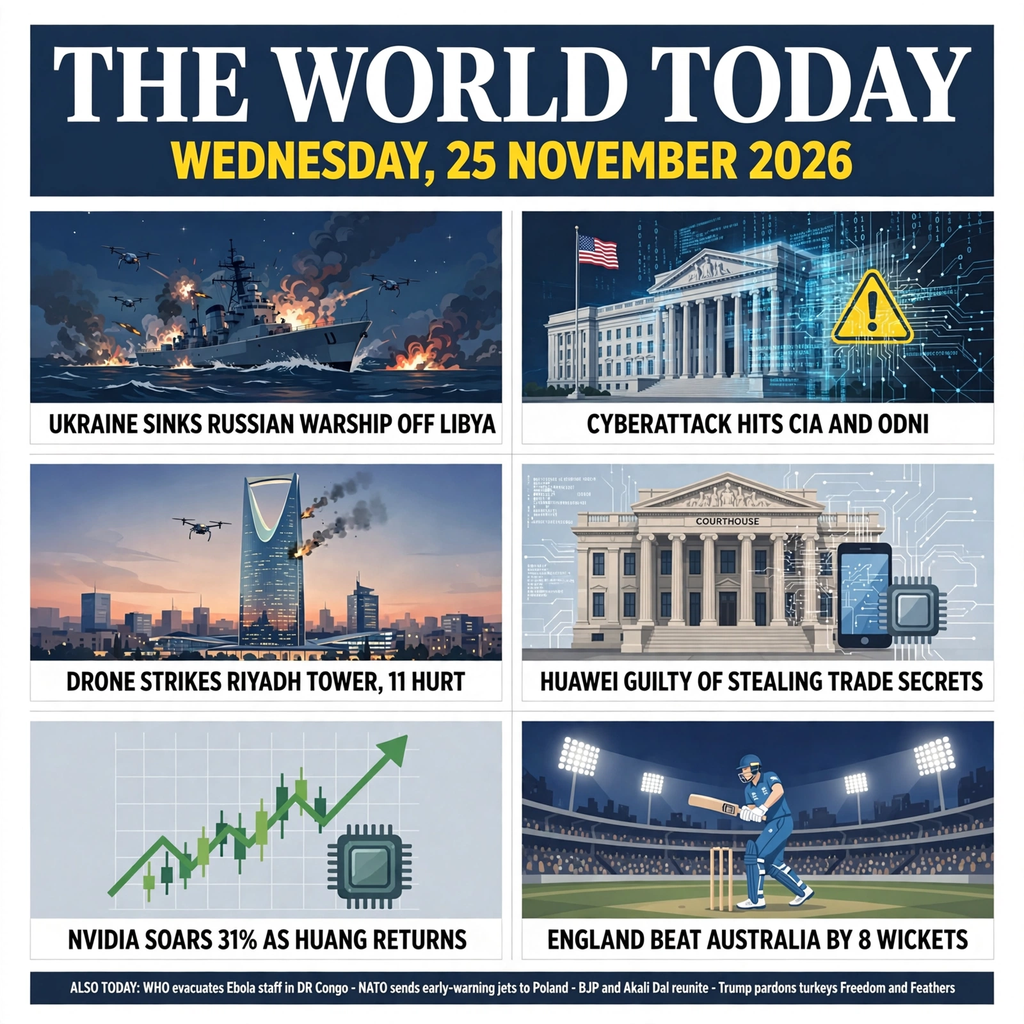 THE WORLD TODAY
WEDNESDAY, 25 NOVEMBER 2026
UKRAINE SINKS RUSSIAN WARSHIP OFF LIBYA
CYBERATTACK HITS CIA AND ODNI
DRONE STRIKES RIYADH TOWER, 11 HURT
COURTHOUSE
HUAWEI GUILTY OF STEALING TRADE SECRETS
NVIDIA SOARS 31% AS HUANG RETURNS
ENGLAND BEAT AUSTRALIA BY 8 WICKETS
ALSO TODAY: WHO evacuates Ebola staff in DR Congo - NATO sends early-warning jets to Poland - BJP and Akali Dal reunite - Trump pardons turkeys Freedom and Feathers